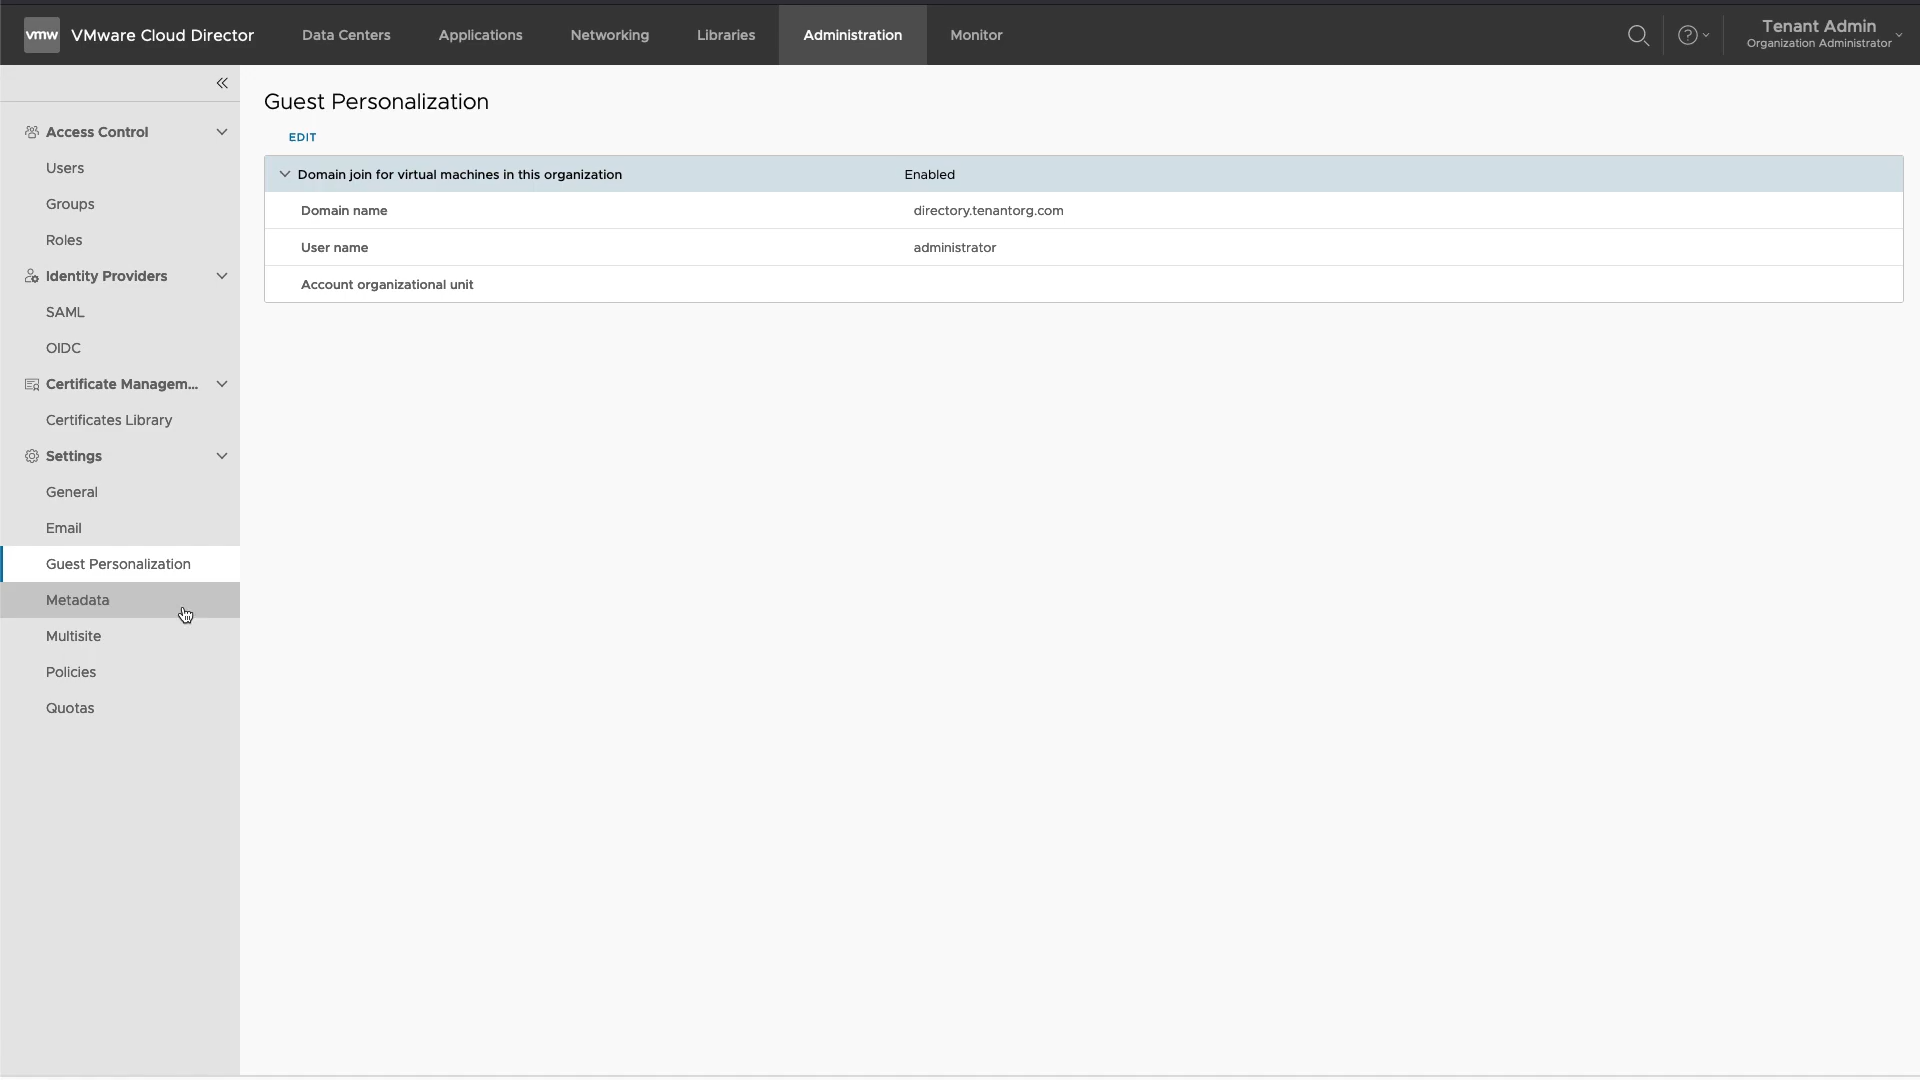 vmw VMware Cloud Director Data Centers Applications Networking Libraries Administration Monitor ? Tenant Admin
Organization Administrator
Access Control
Users
Groups
Roles
Identity Providers
SAML
OIDC
Certificate Managem...
Certificates Library
Settings
General
Email
Guest Personalization
Metadata
Multisite
Policies
Quotas
Guest Personalization
EDIT
Domain join for virtual machines in this organization Enabled
Domain name directory.tenantorg.com
User name administrator
Account organizational unit